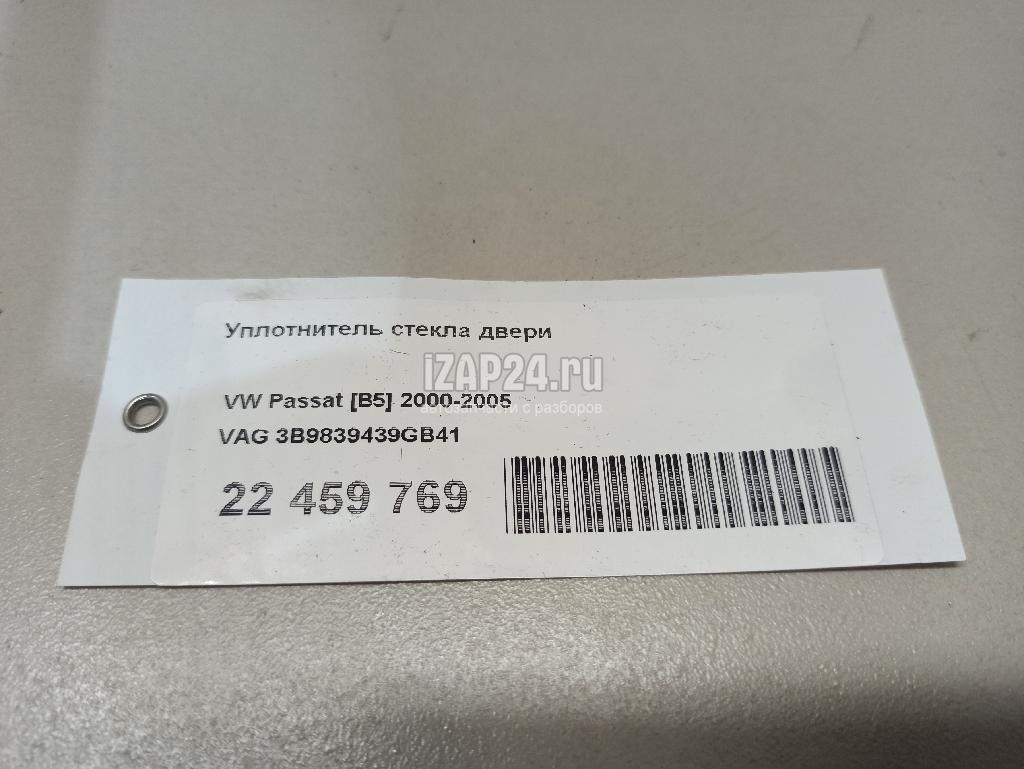 Уплотнитель стекла двери
iZAP24.ru
VW Passat [B5] 2000-2005
автозапчасти с разборов
VAG 3B9839439GB41
22 459 769